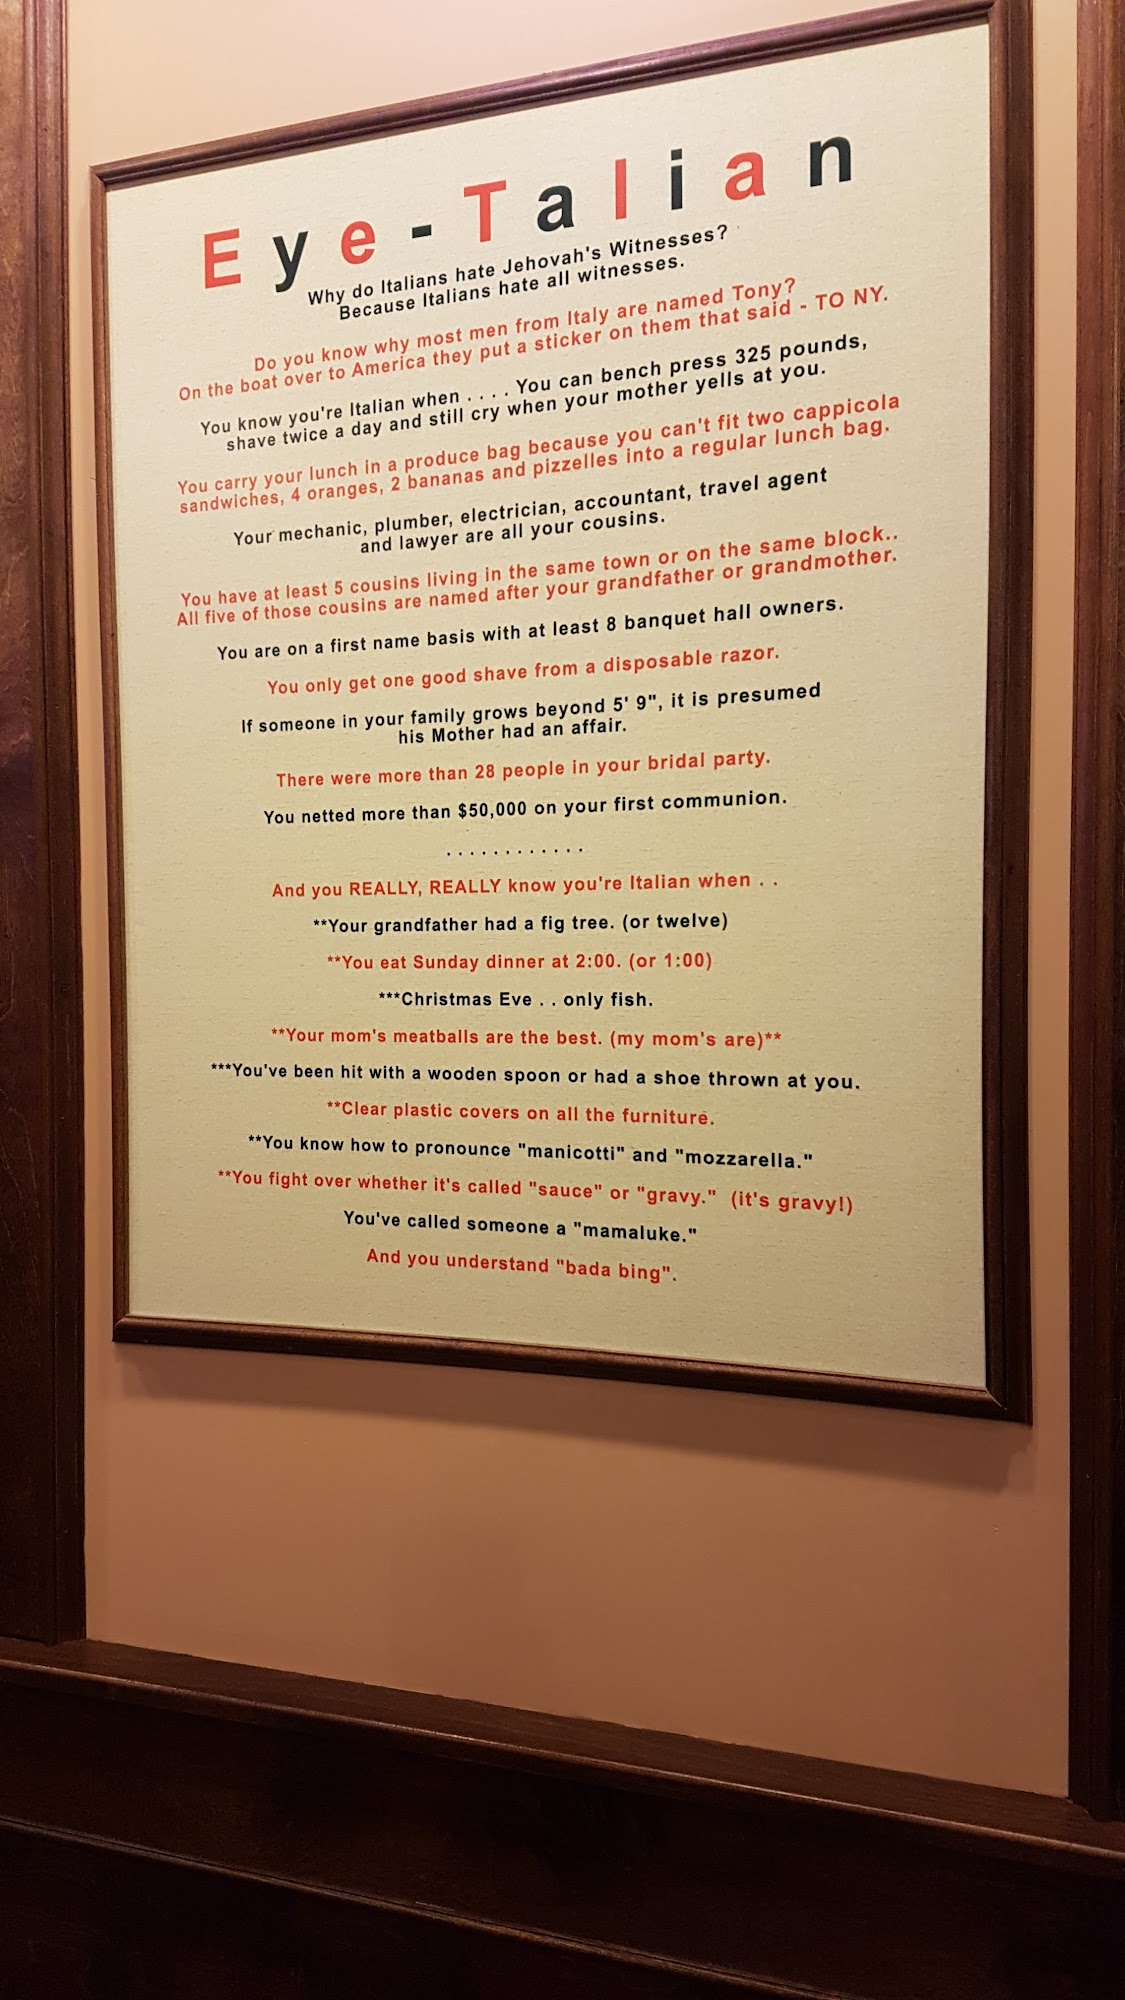 Eye-Talian
Why do Italians hate Jehovah's Witnesses?
Because Italians hate all witnesses.
Do you know why most men from Italy are named Tony?
On the boat over to America they put a sticker on them that said - TO NY.
You know you're Italian when . . . . You can bench press 325 pounds,
shave twice a day and still cry when your mother yells at you.
You carry your lunch in a produce bag because you can't fit two cappicola
sandwiches, 4 oranges, 2 bananas and pizzelles into a regular lunch bag.
Your mechanic, plumber, electrician, accountant, travel agent
and lawyer are all your cousins.
You have at least 5 cousins living in the same town or on the same block..
All five of those cousins are named after your grandfather or grandmother.
You are on a first name basis with at least 8 banquet hall owners.
You only get one good shave from a disposable razor.
If someone in your family grows beyond 5' 9", it is presumed
his Mother had an affair.
There were more than 28 people in your bridal party.
You netted more than $50,000 on your first communion.
. . . . . . . . . . . .
And you REALLY, REALLY know you're Italian when . .
**Your grandfather had a fig tree. (or twelve)
**You eat Sunday dinner at 2:00. (or 1:00)
***Christmas Eve . . only fish.
**Your mom's meatballs are the best. (my mom's are)**
***You've been hit with a wooden spoon or had a shoe thrown at you.
**Clear plastic covers on all the furniture.
**You know how to pronounce "manicotti" and "mozzarella."
**You fight over whether it's called "sauce" or "gravy." (it's gravy!)
You've called someone a "mamaluke."
And you understand "bada bing".